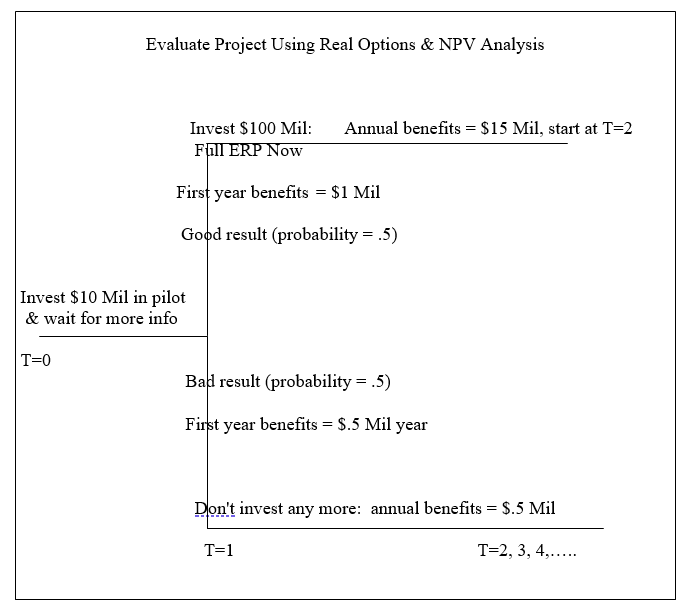 Evaluate Project Using Real Options & NPV Analysis
Invest $100 Mil: Annual benefits = $15 Mil, start at T=2
Full ERP Now
First year benefits = $1 Mil
Good result (probability = .5)
Invest $10 Mil in pilot
& wait for more info
T=0
Bad result (probability = .5)
First year benefits = $.5 Mil year
Don't invest any more: annual benefits = $.5 Mil
T=1 T=2, 3, 4,…..